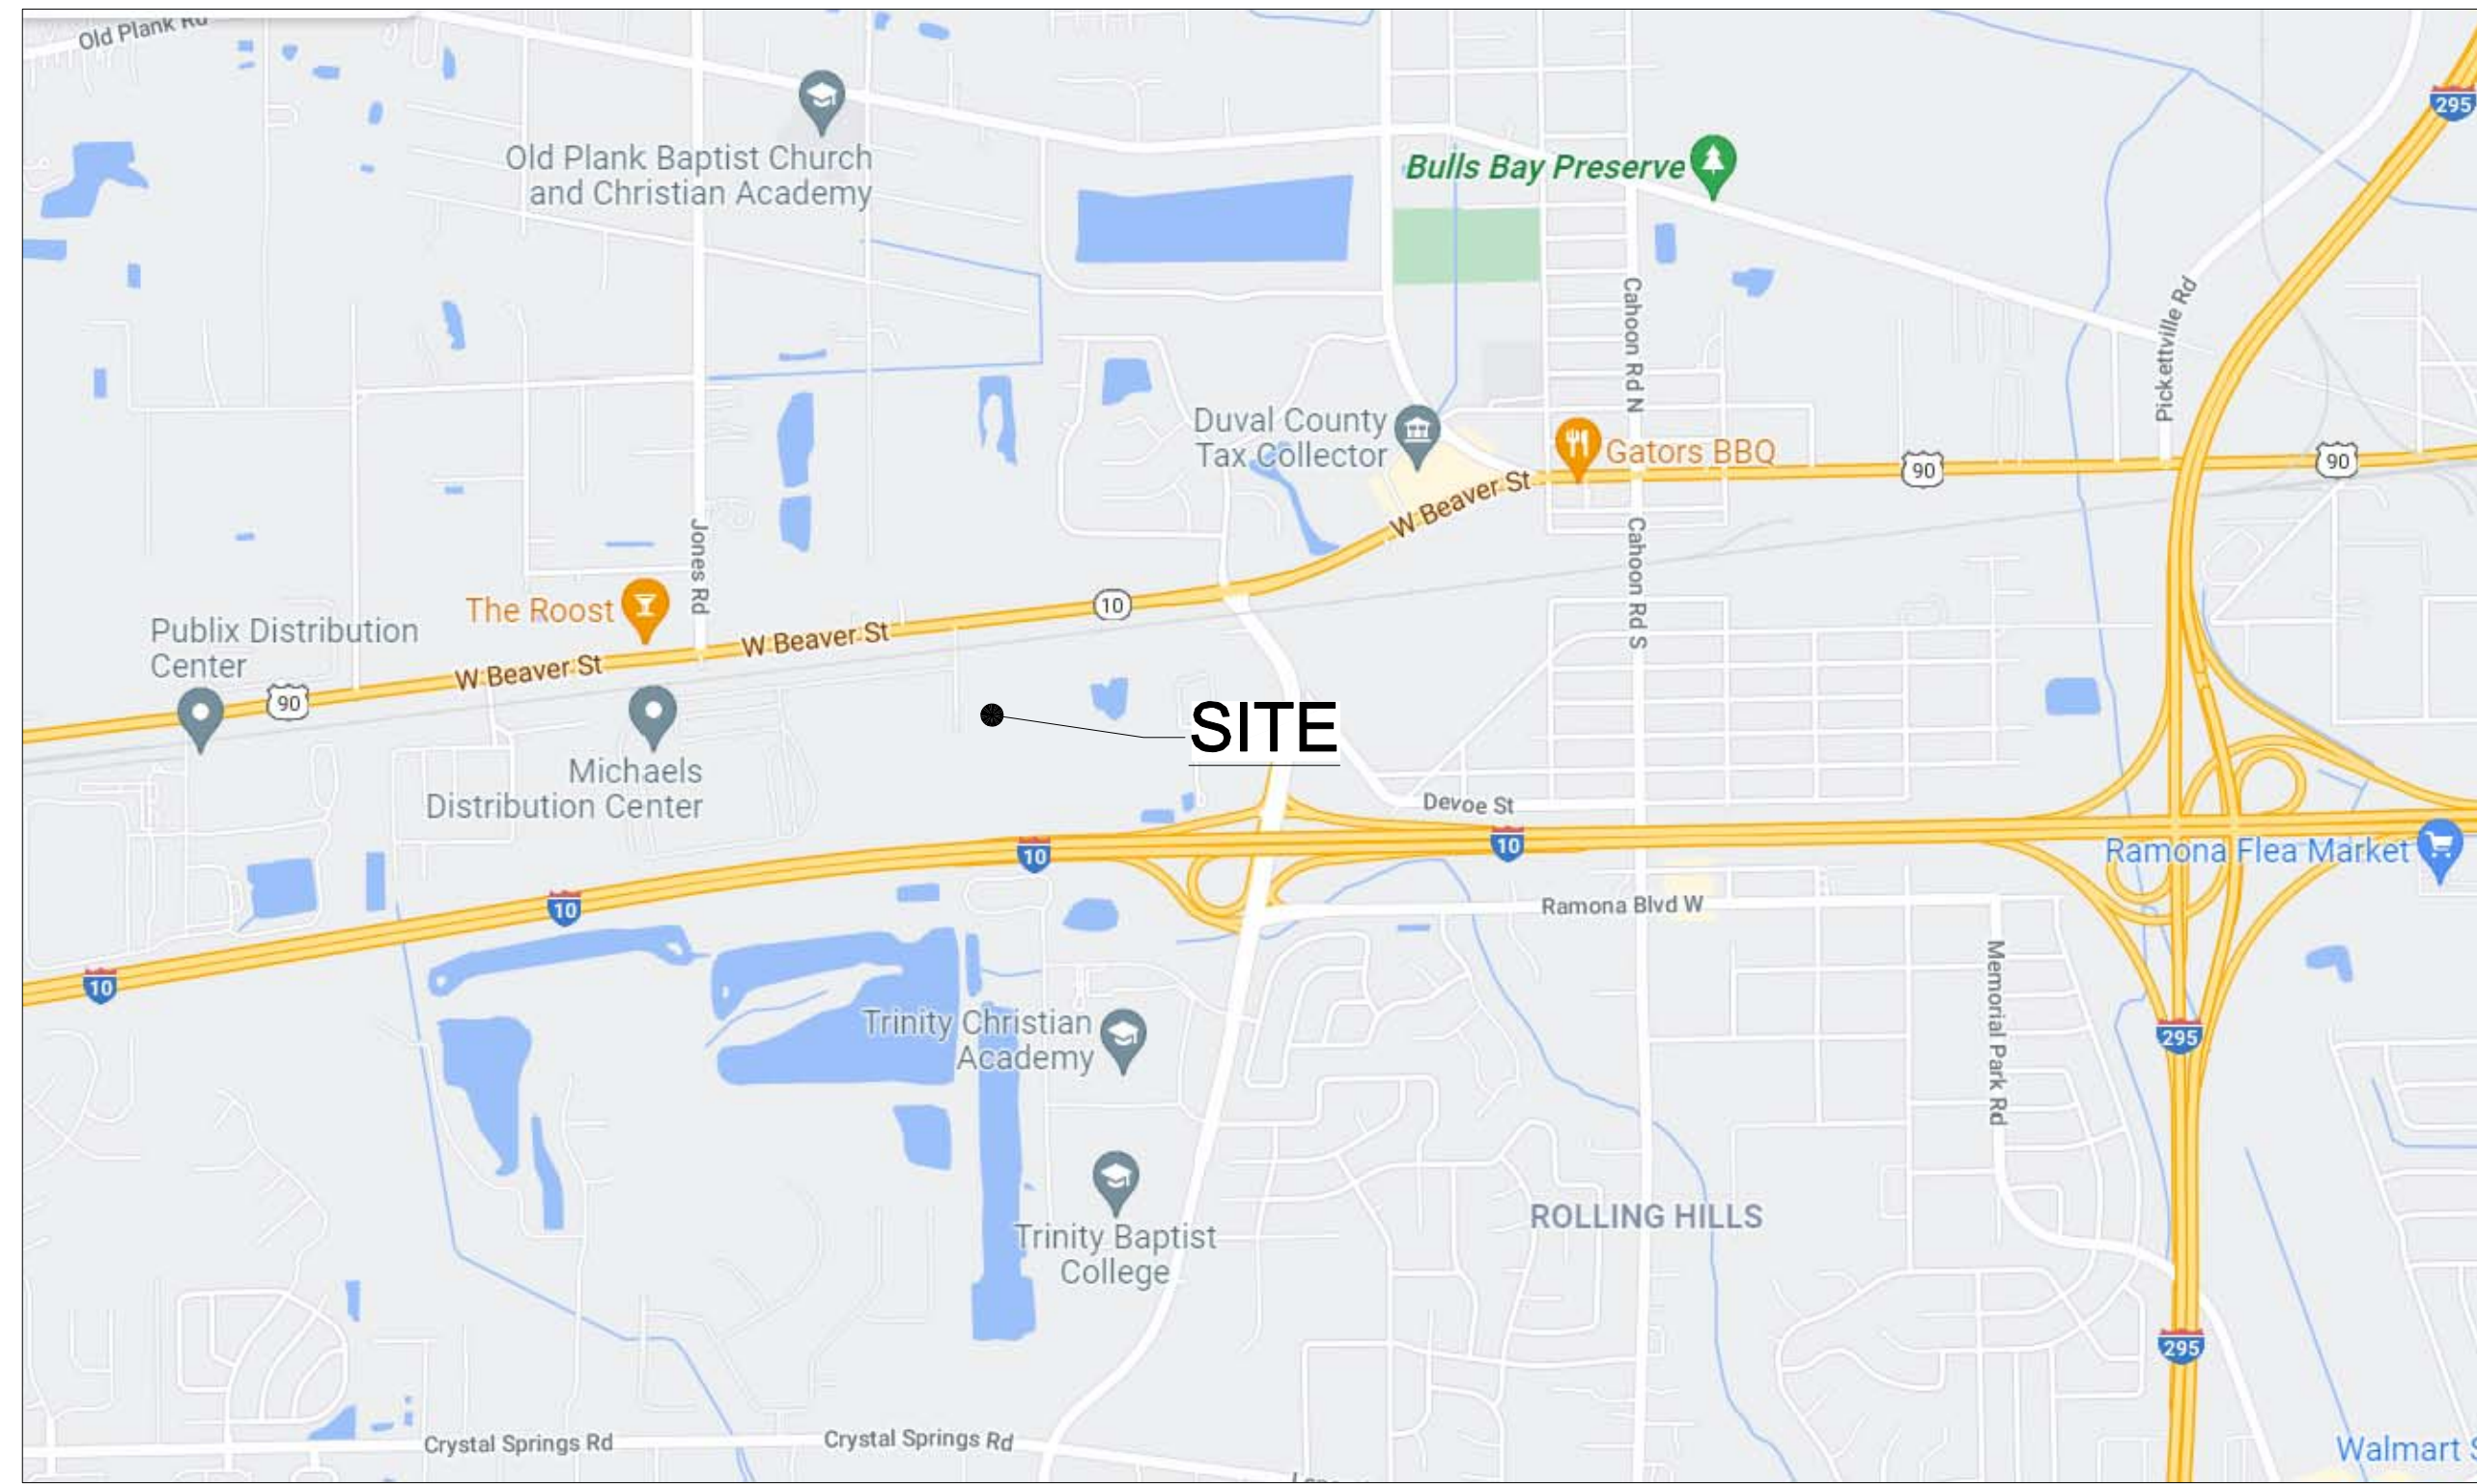 Old Plank Rd
295
Old Plank Baptist Church
and Christian Academy
Bulls Bay Preserve
Cahoon Rd N
Pickettville Rd
Duval County
Tax Collector
Gators BBQ
90
90
W Beaver St
Jones Rd
Cahoon Rd S
The Roost
10
Publix Distribution
Center
W Beaver St
W Beaver St
90
SITE
Michaels
Distribution Center
Devoe St
10
10
Ramona Flea Market
10
Ramona Blvd W
10
Memorial Park Rd
Trinity Christian
Academy
295
ROLLING HILLS
Trinity Baptist
College
295
Crystal Springs Rd
Crystal Springs Rd
Walmart S